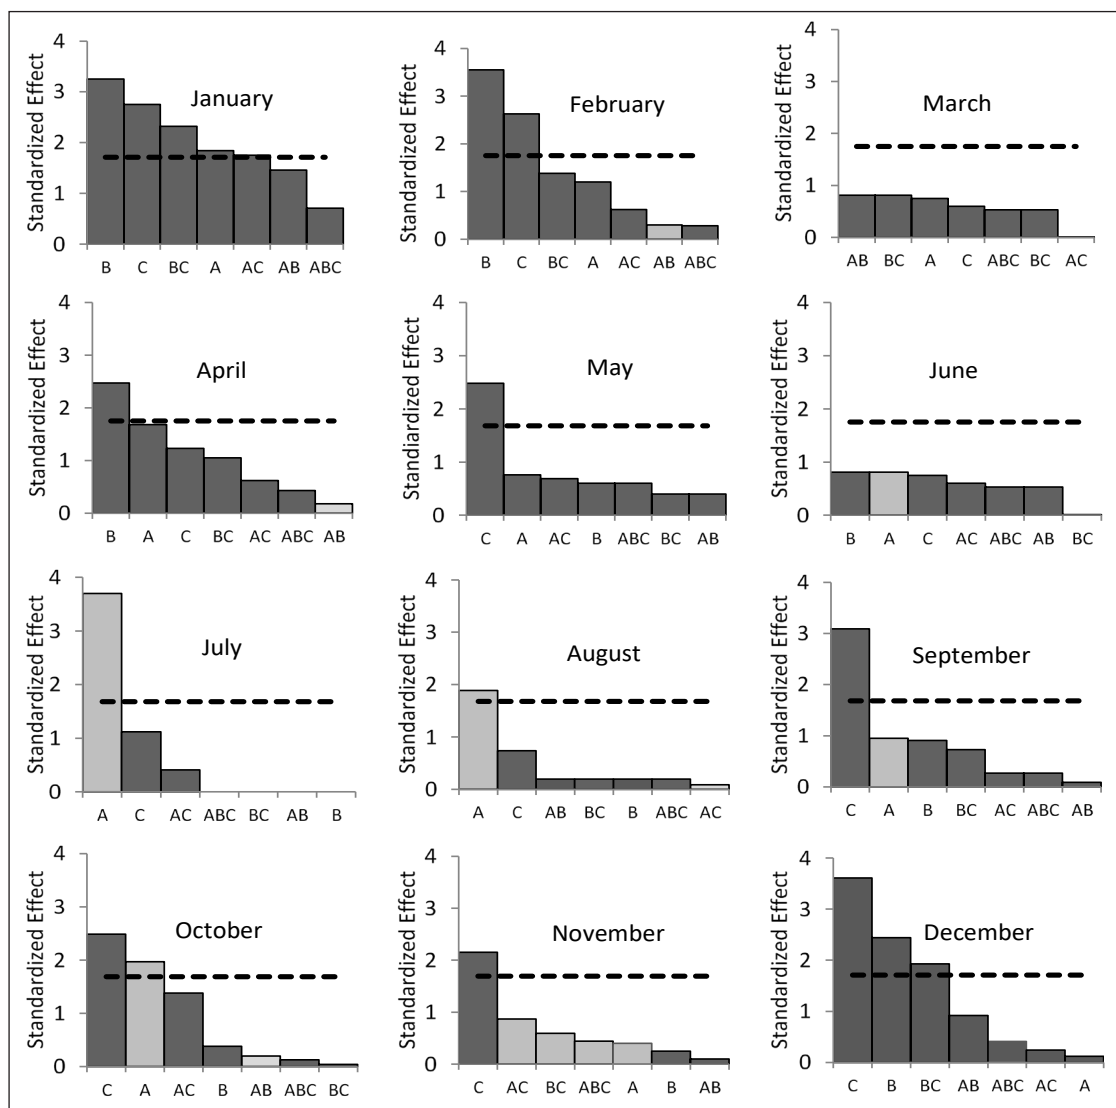 Standardized Effect
4
3
2
1
0
January
B C BC A AC AB ABC
Standardized Effect
4
3
2
1
0
February
B C BC A AC AB ABC
Standardized Effect
4
3
2
1
0
March
AB BC A C ABC BC AC
Standardized Effect
4
3
2
1
0
April
B A C BC AC ABC AB
Standiardized Effect
4
3
2
1
0
May
C A AC B ABC BC AB
Standardized Effect
4
3
2
1
0
June
B A C AC ABC AB BC
Standardized Effect
4
3
2
1
0
July
A C AC ABC BC AB B
Standardized Effect
4
3
2
1
0
August
A C AB BC B ABC AC
Standardized Effect
4
3
2
1
0
September
C A B BC AC ABC AB
Standardized Effect
4
3
2
1
0
October
C A AC B AB ABC BC
Standardized Effect
4
3
2
1
0
November
C AC BC ABC A B AB
Standardized Effect
4
3
2
1
0
December
C B BC AB ABC AC A